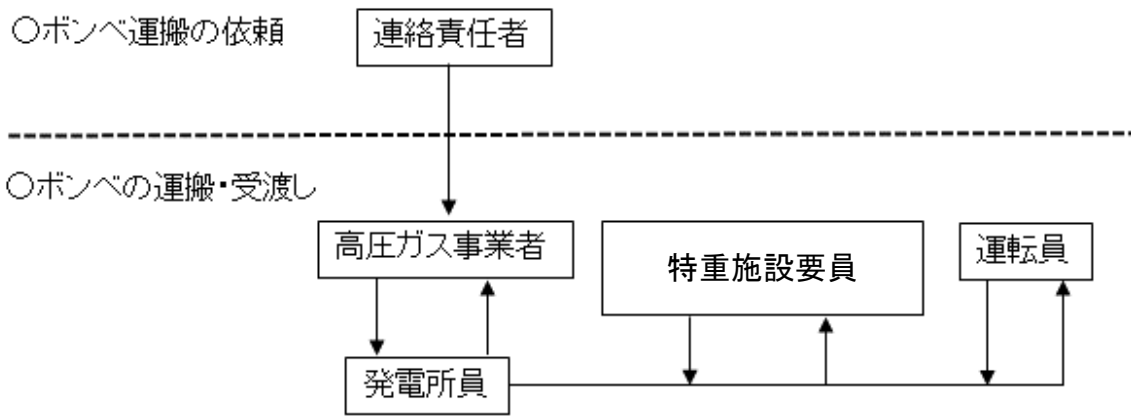 〇ボンベ運搬の依頼
連絡責任者
〇ボンベの運搬・受渡し
高圧ガス事業者
特重施設要員
運転員
発電所員